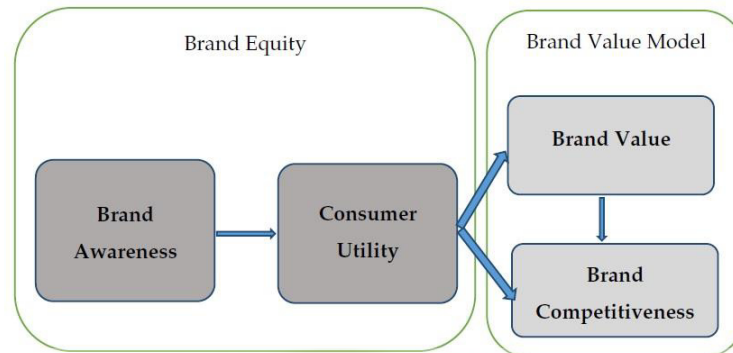 Brand Equity
Brand Value Model
Brand
Awareness
Consumer
Utility
Brand Value
Brand
Competitiveness